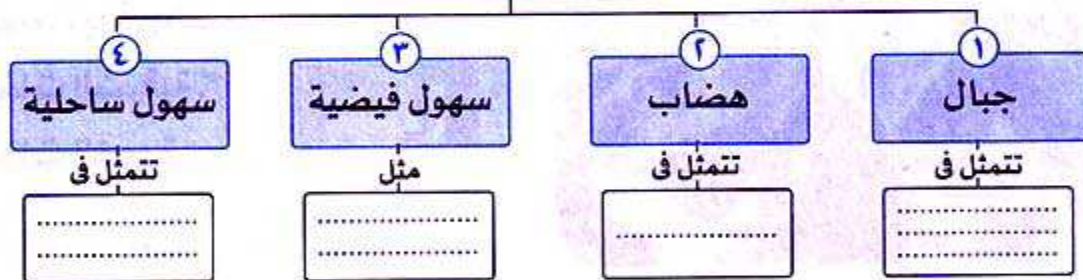 ١
جبال
تتمثل فى
٢
هضاب
تتمثل فى
٣
سهول فيضية
مثل
٤
سهول ساحلية
تتمثل فى